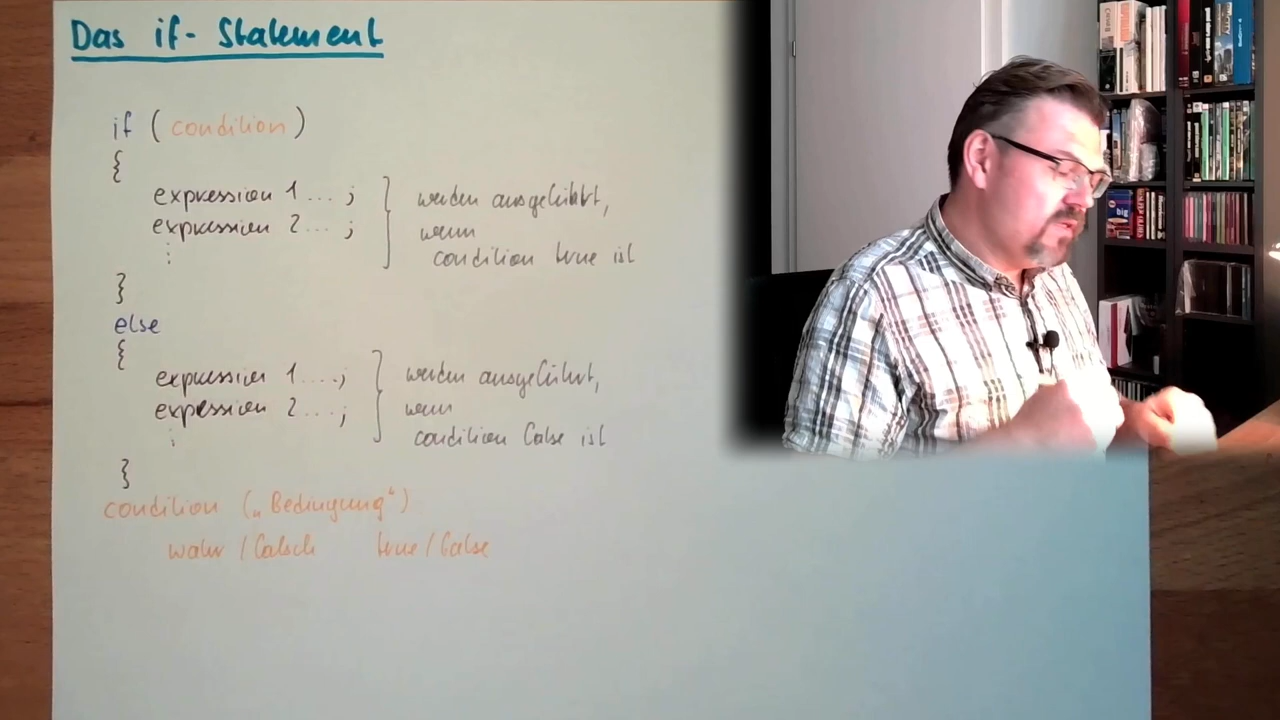 Das if-Statement
if (condition)
{
expression 1 ... ;
expression 2 ... ;
⋮
}
werden ausgeführt,
wenn
condition true ist
else
{
expression 1 ....;
expression 2 ...;
⋮
}
werden ausgeführt,
wenn
condition false ist
condition („Bedingung“)
wahr / falsch true / false
big